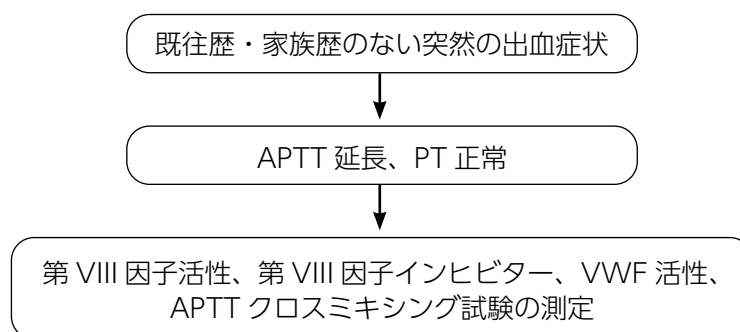 既往歴・家族歴のない突然の出血症状
APTT 延長、PT 正常
第 VIII 因子活性、第 VIII 因子インヒビター、VWF 活性、
APTT クロスミキシング試験の測定